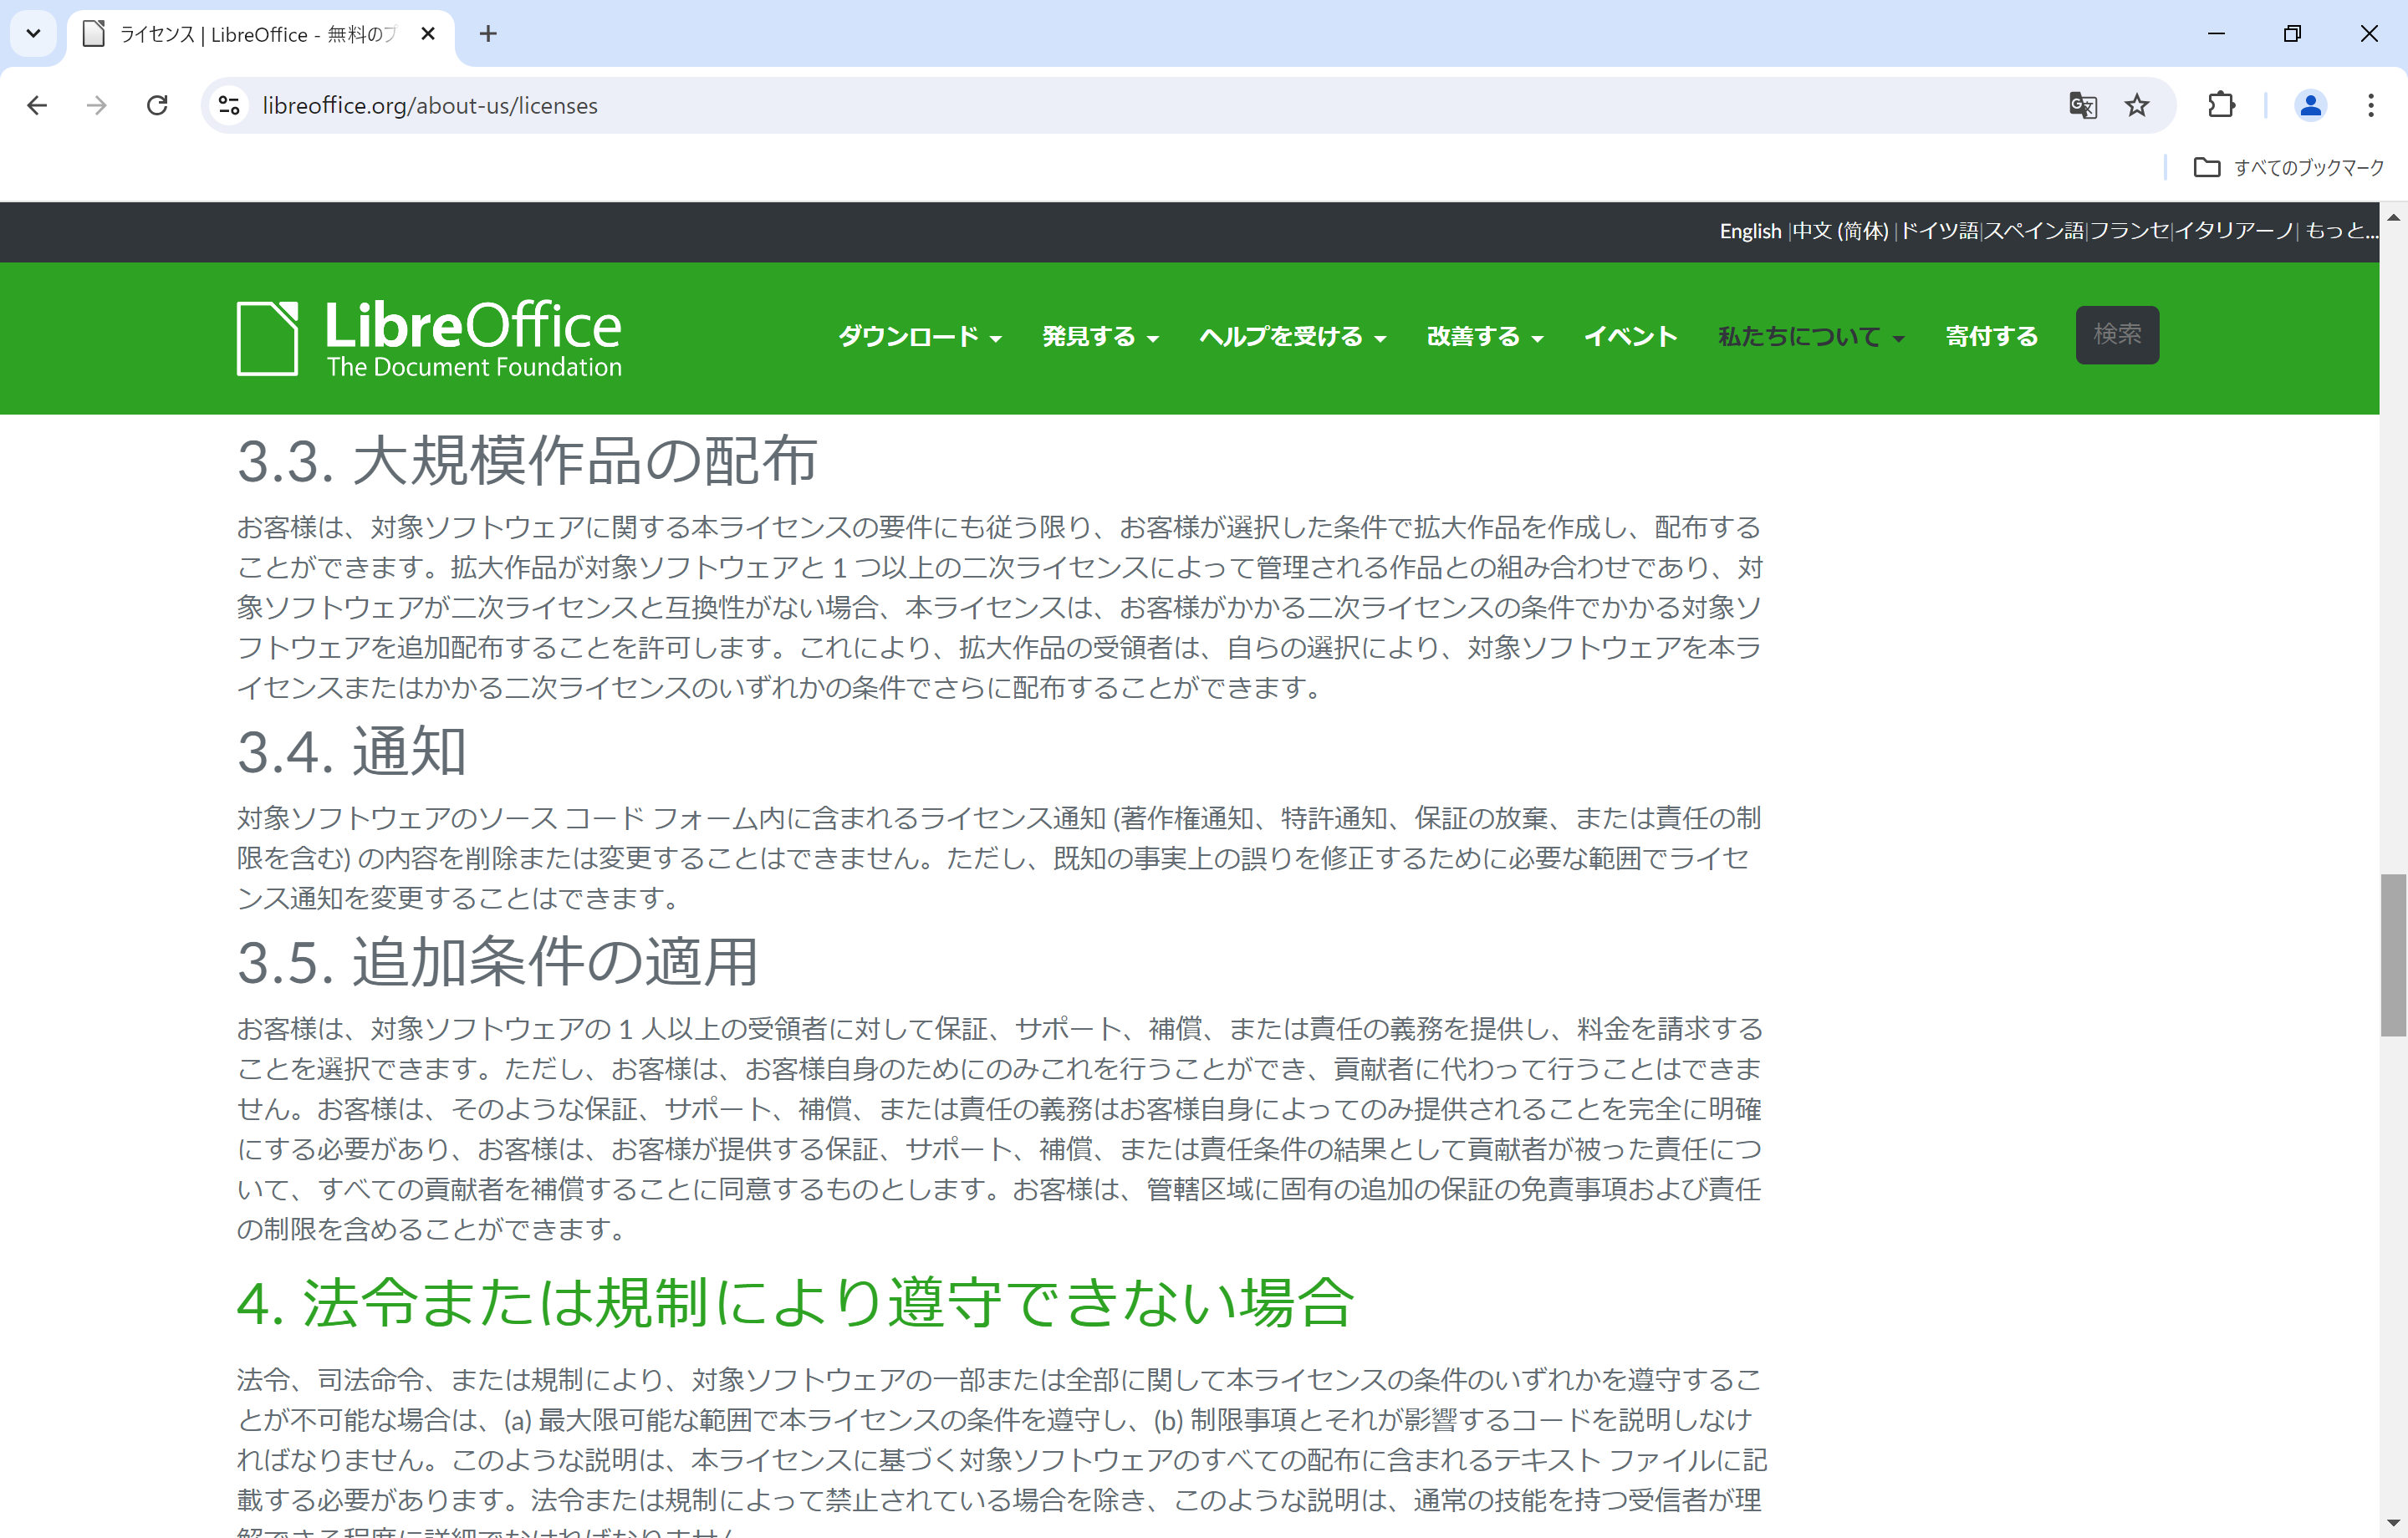 ライセンス | LibreOffice - 無料のプ
libreoffice.org/about-us/licenses
すべてのブックマーク
English |中文 (简体) |ドイツ語|スペイン語|フランセ|イタリアーノ| もっと...
LibreOffice
The Document Foundation
ダウンロード 発見する ヘルプを受ける 改善する イベント 私たちについて 寄付する 検索
3.3. 大規模作品の配布
お客様は、対象ソフトウェアに関する本ライセンスの要件にも従う限り、お客様が選択した条件で拡大作品を作成し、配布する
ことができます。拡大作品が対象ソフトウェアと 1 つ以上の二次ライセンスによって管理される作品との組み合わせであり、対
象ソフトウェアが二次ライセンスと互換性がない場合、本ライセンスは、お客様がかかる二次ライセンスの条件でかかる対象ソ
フトウェアを追加配布することを許可します。これにより、拡大作品の受領者は、自らの選択により、対象ソフトウェアを本ラ
イセンスまたはかかる二次ライセンスのいずれかの条件でさらに配布することができます。
3.4. 通知
対象ソフトウェアのソース コード フォーム内に含まれるライセンス通知 (著作権通知、特許通知、保証の放棄、または責任の制
限を含む) の内容を削除または変更することはできません。ただし、既知の事実上の誤りを修正するために必要な範囲でライセ
ンス通知を変更することはできます。
3.5. 追加条件の適用
お客様は、対象ソフトウェアの 1 人以上の受領者に対して保証、サポート、補償、または責任の義務を提供し、料金を請求する
ことを選択できます。ただし、お客様は、お客様自身のためにのみこれを行うことができ、貢献者に代わって行うことはできま
せん。お客様は、そのような保証、サポート、補償、または責任の義務はお客様自身によってのみ提供されることを完全に明確
にする必要があり、お客様は、お客様が提供する保証、サポート、補償、または責任条件の結果として貢献者が被った責任につ
いて、すべての貢献者を補償することに同意するものとします。お客様は、管轄区域に固有の追加の保証の免責事項および責任
の制限を含めることができます。
4. 法令または規制により遵守できない場合
法令、司法命令、または規制により、対象ソフトウェアの一部または全部に関して本ライセンスの条件のいずれかを遵守するこ
とが不可能な場合は、(a) 最大限可能な範囲で本ライセンスの条件を遵守し、(b) 制限事項とそれが影響するコードを説明しなけ
ればなりません。このような説明は、本ライセンスに基づく対象ソフトウェアのすべての配布に含まれるテキスト ファイルに記
載する必要があります。法令または規制によって禁止されている場合を除き、このような説明は、通常の技能を持つ受信者が理
解できる程度に詳細でなければなりません。